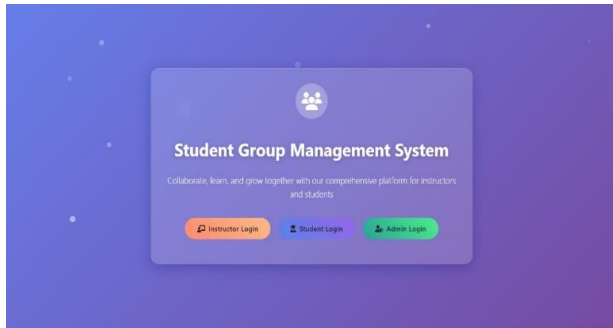 Student Group Management System
Collaborate, learn, and grow together with our comprehensive platform for instructors
and students
Instructor Login
Student Login
Admin Login